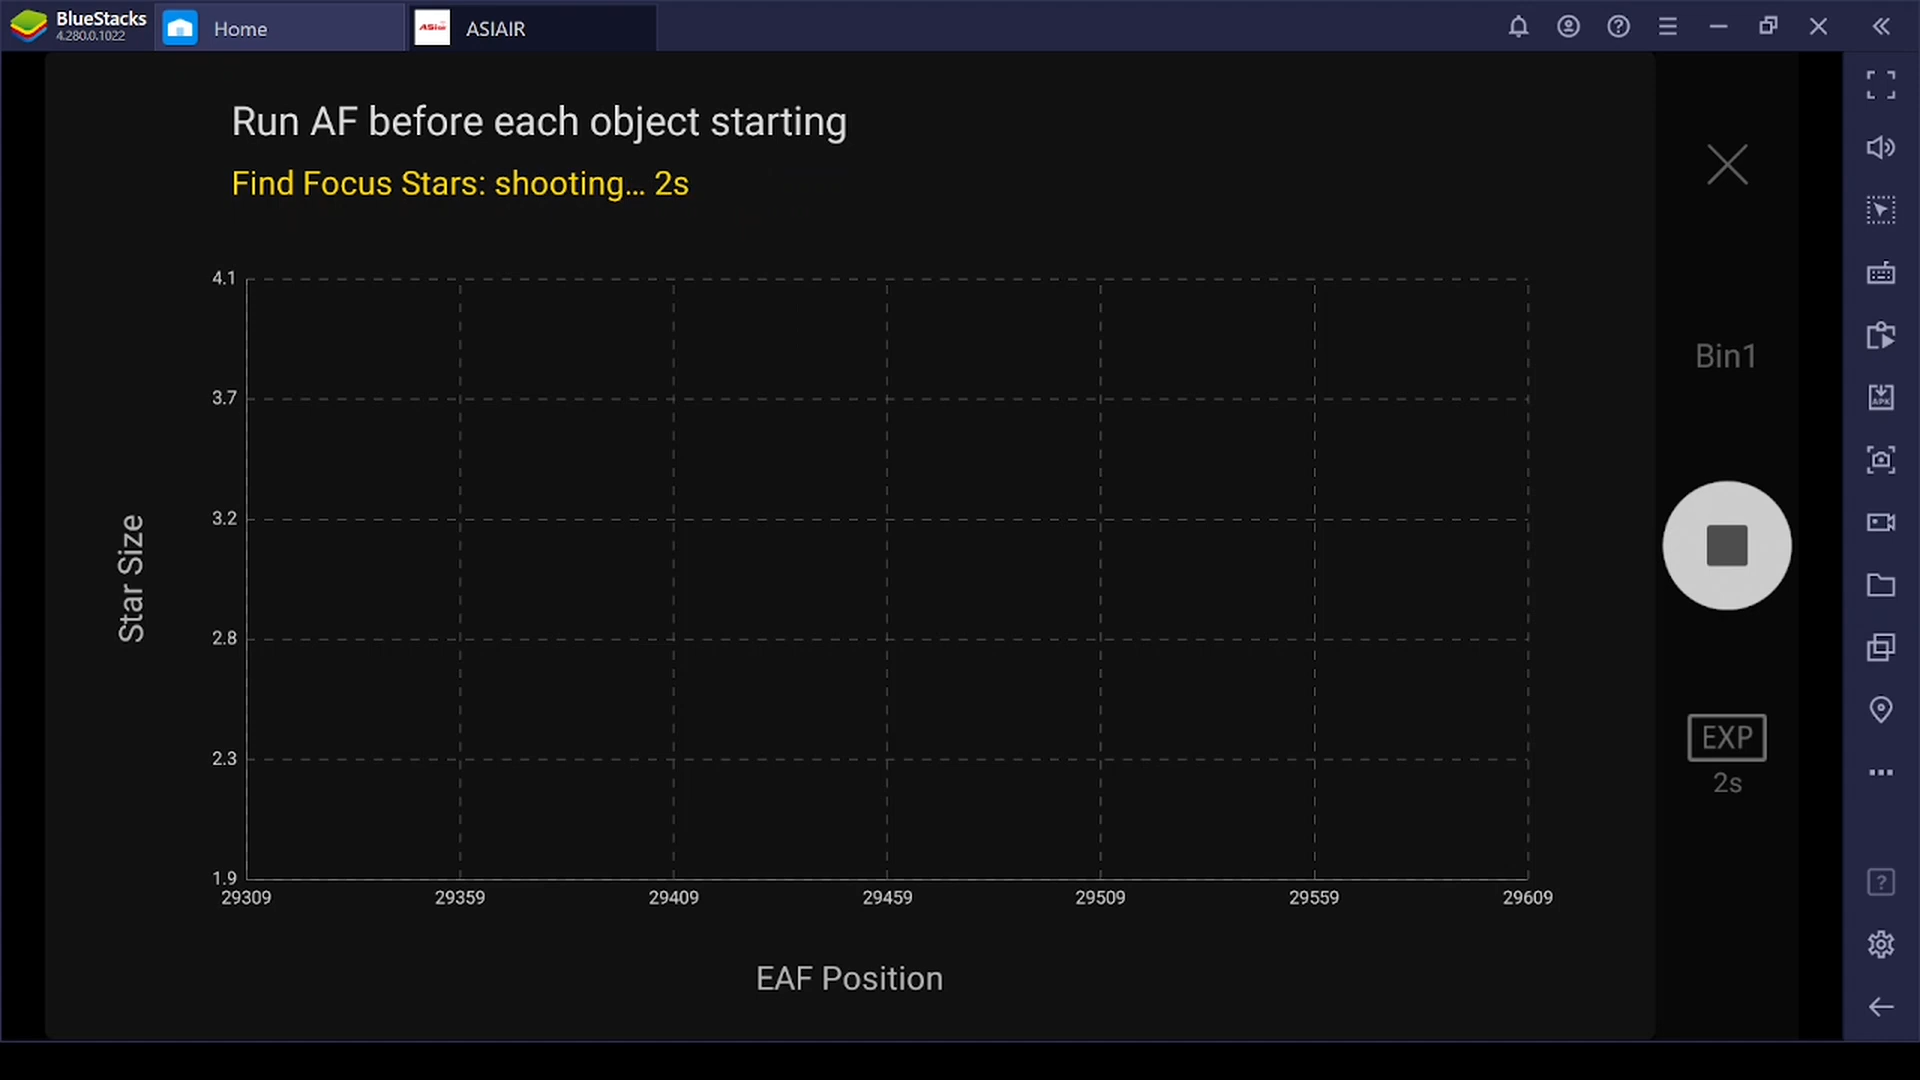 BlueStacks
4.280.0.1022
Home
ASIAIR
Run AF before each object starting
Find Focus Stars: shooting... 2s
Star Size
4.1
3.7
3.2
2.8
2.3
1.9
29309 29359 29409 29459 29509 29559 29609
EAF Position
Bin1
EXP
2s
APK